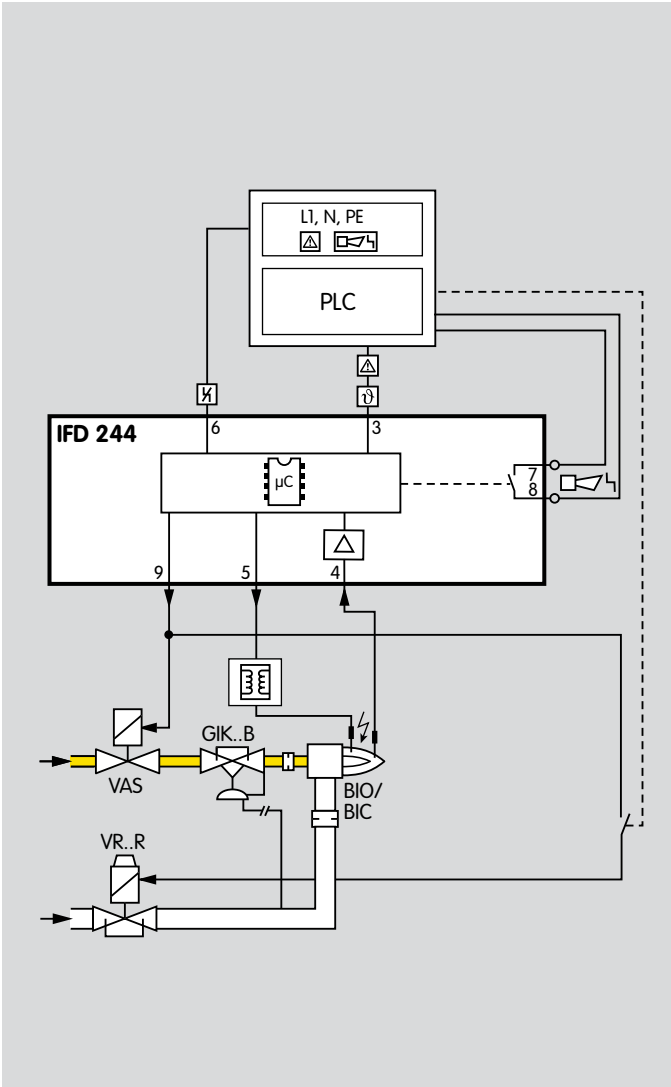 L1, N, PE
PLC
ϑ
IFD 244
6
3
µC
7
8
9
5
4
GIK..B
VAS
BIO/
BIC
VR..R